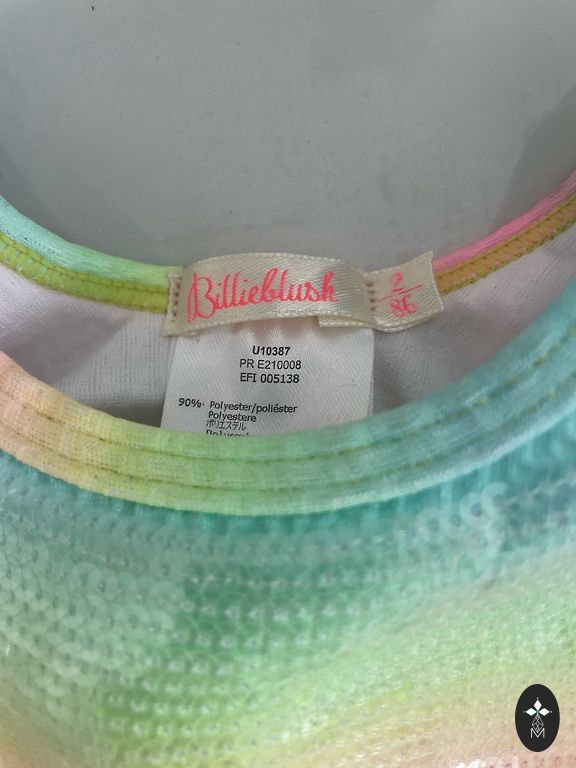 Billieblush
2
86
U10387
PR E210008
EFI 005138
90%· Polyester/poliéster
Polyestere
ポリエステル
M